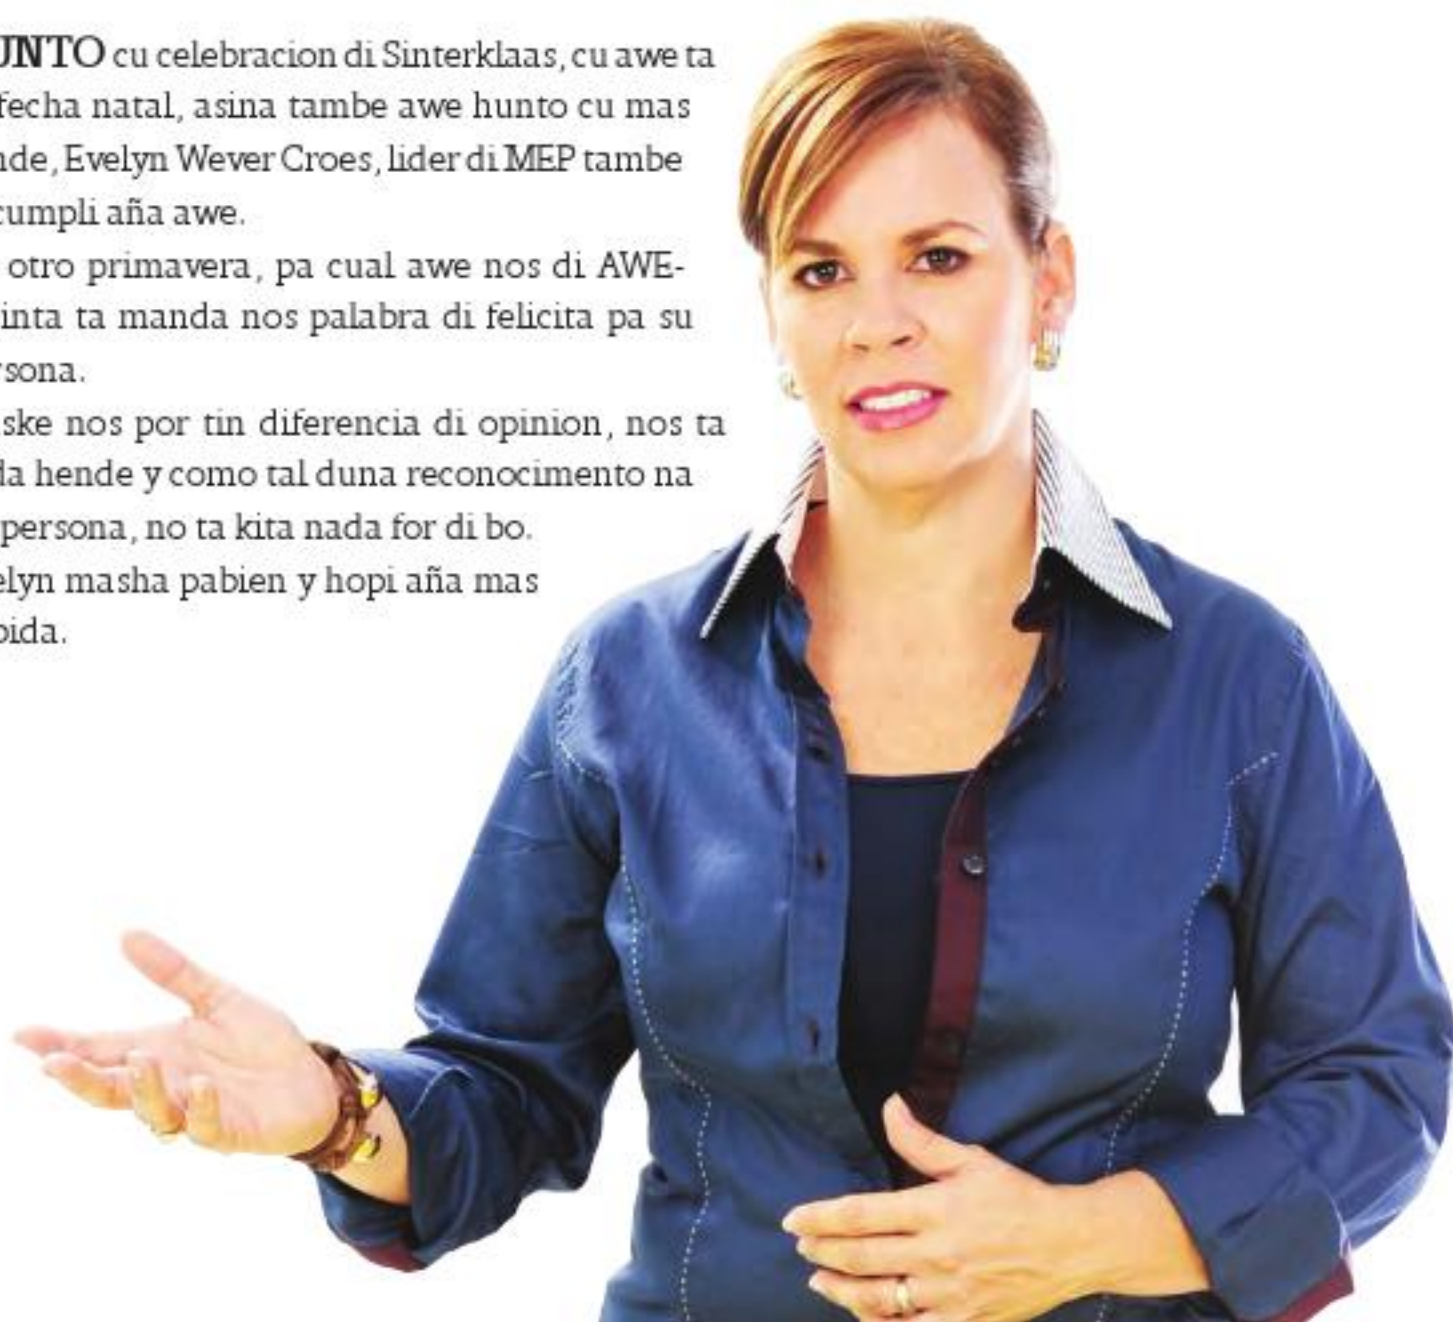 UNTO cu celebracion di Sinterklaas, cu awe ta
fecha natal, asina tambe awe hunto cu mas
nde, Evelyn Wever Croes, lider di MEP tambe
cumpli aña awe.
otro primavera, pa cual awe nos di AWE-
inta ta manda nos palabra di felicita pa su
sona.
ske nos por tin diferencia di opinion, nos ta
da hende y como tal duna reconocimento na
persona, no ta kita nada for di bo.
elyn masha pabien y hopi aña mas
bida.